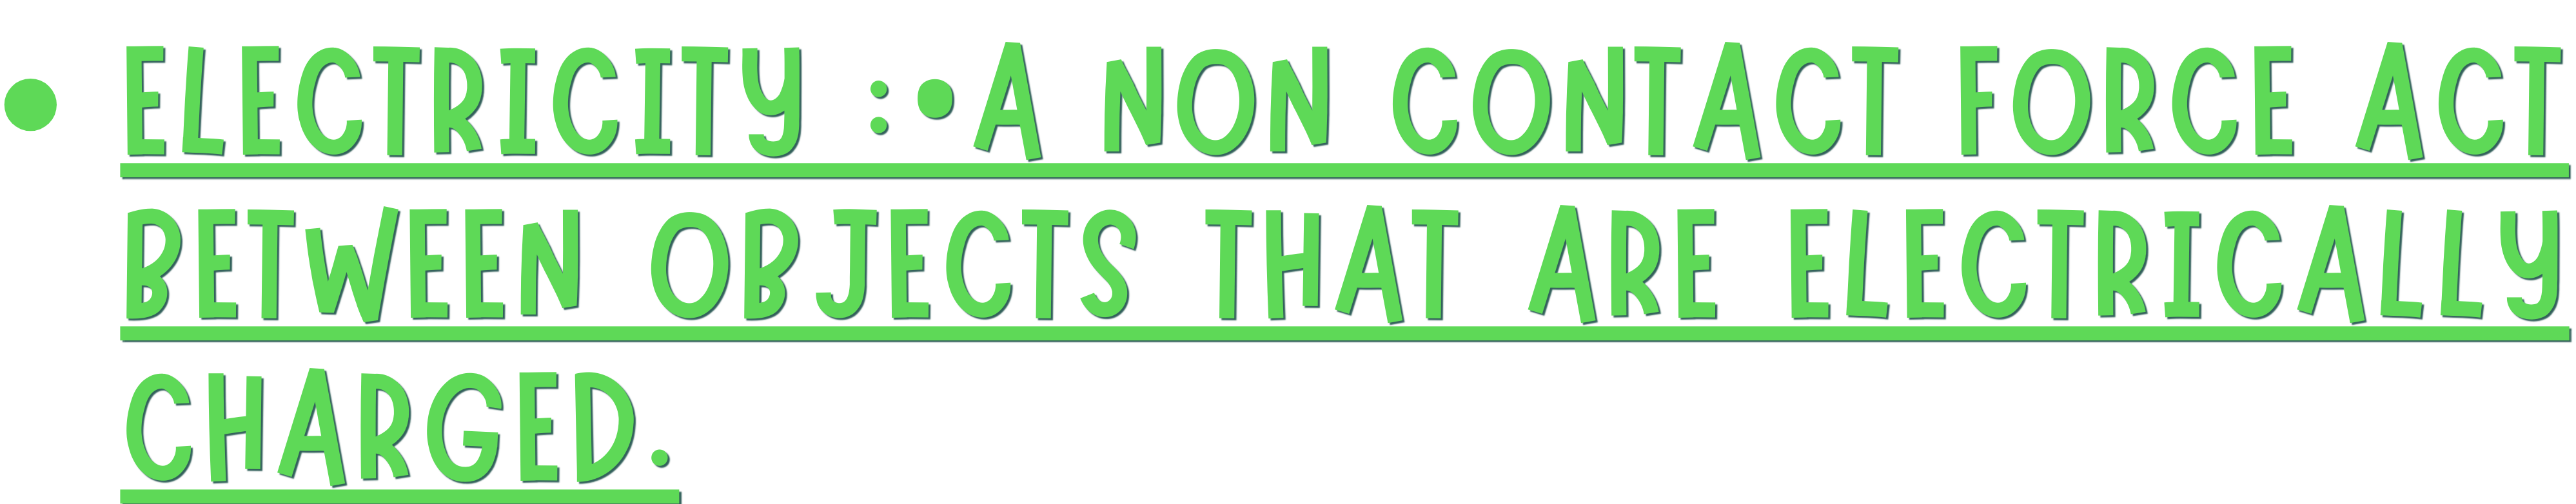 • ELECTRICITY :•A NON CONTACT FORCE ACT
BETWEEN OBJECTS THAT ARE ELECTRICALLY
CHARGED.